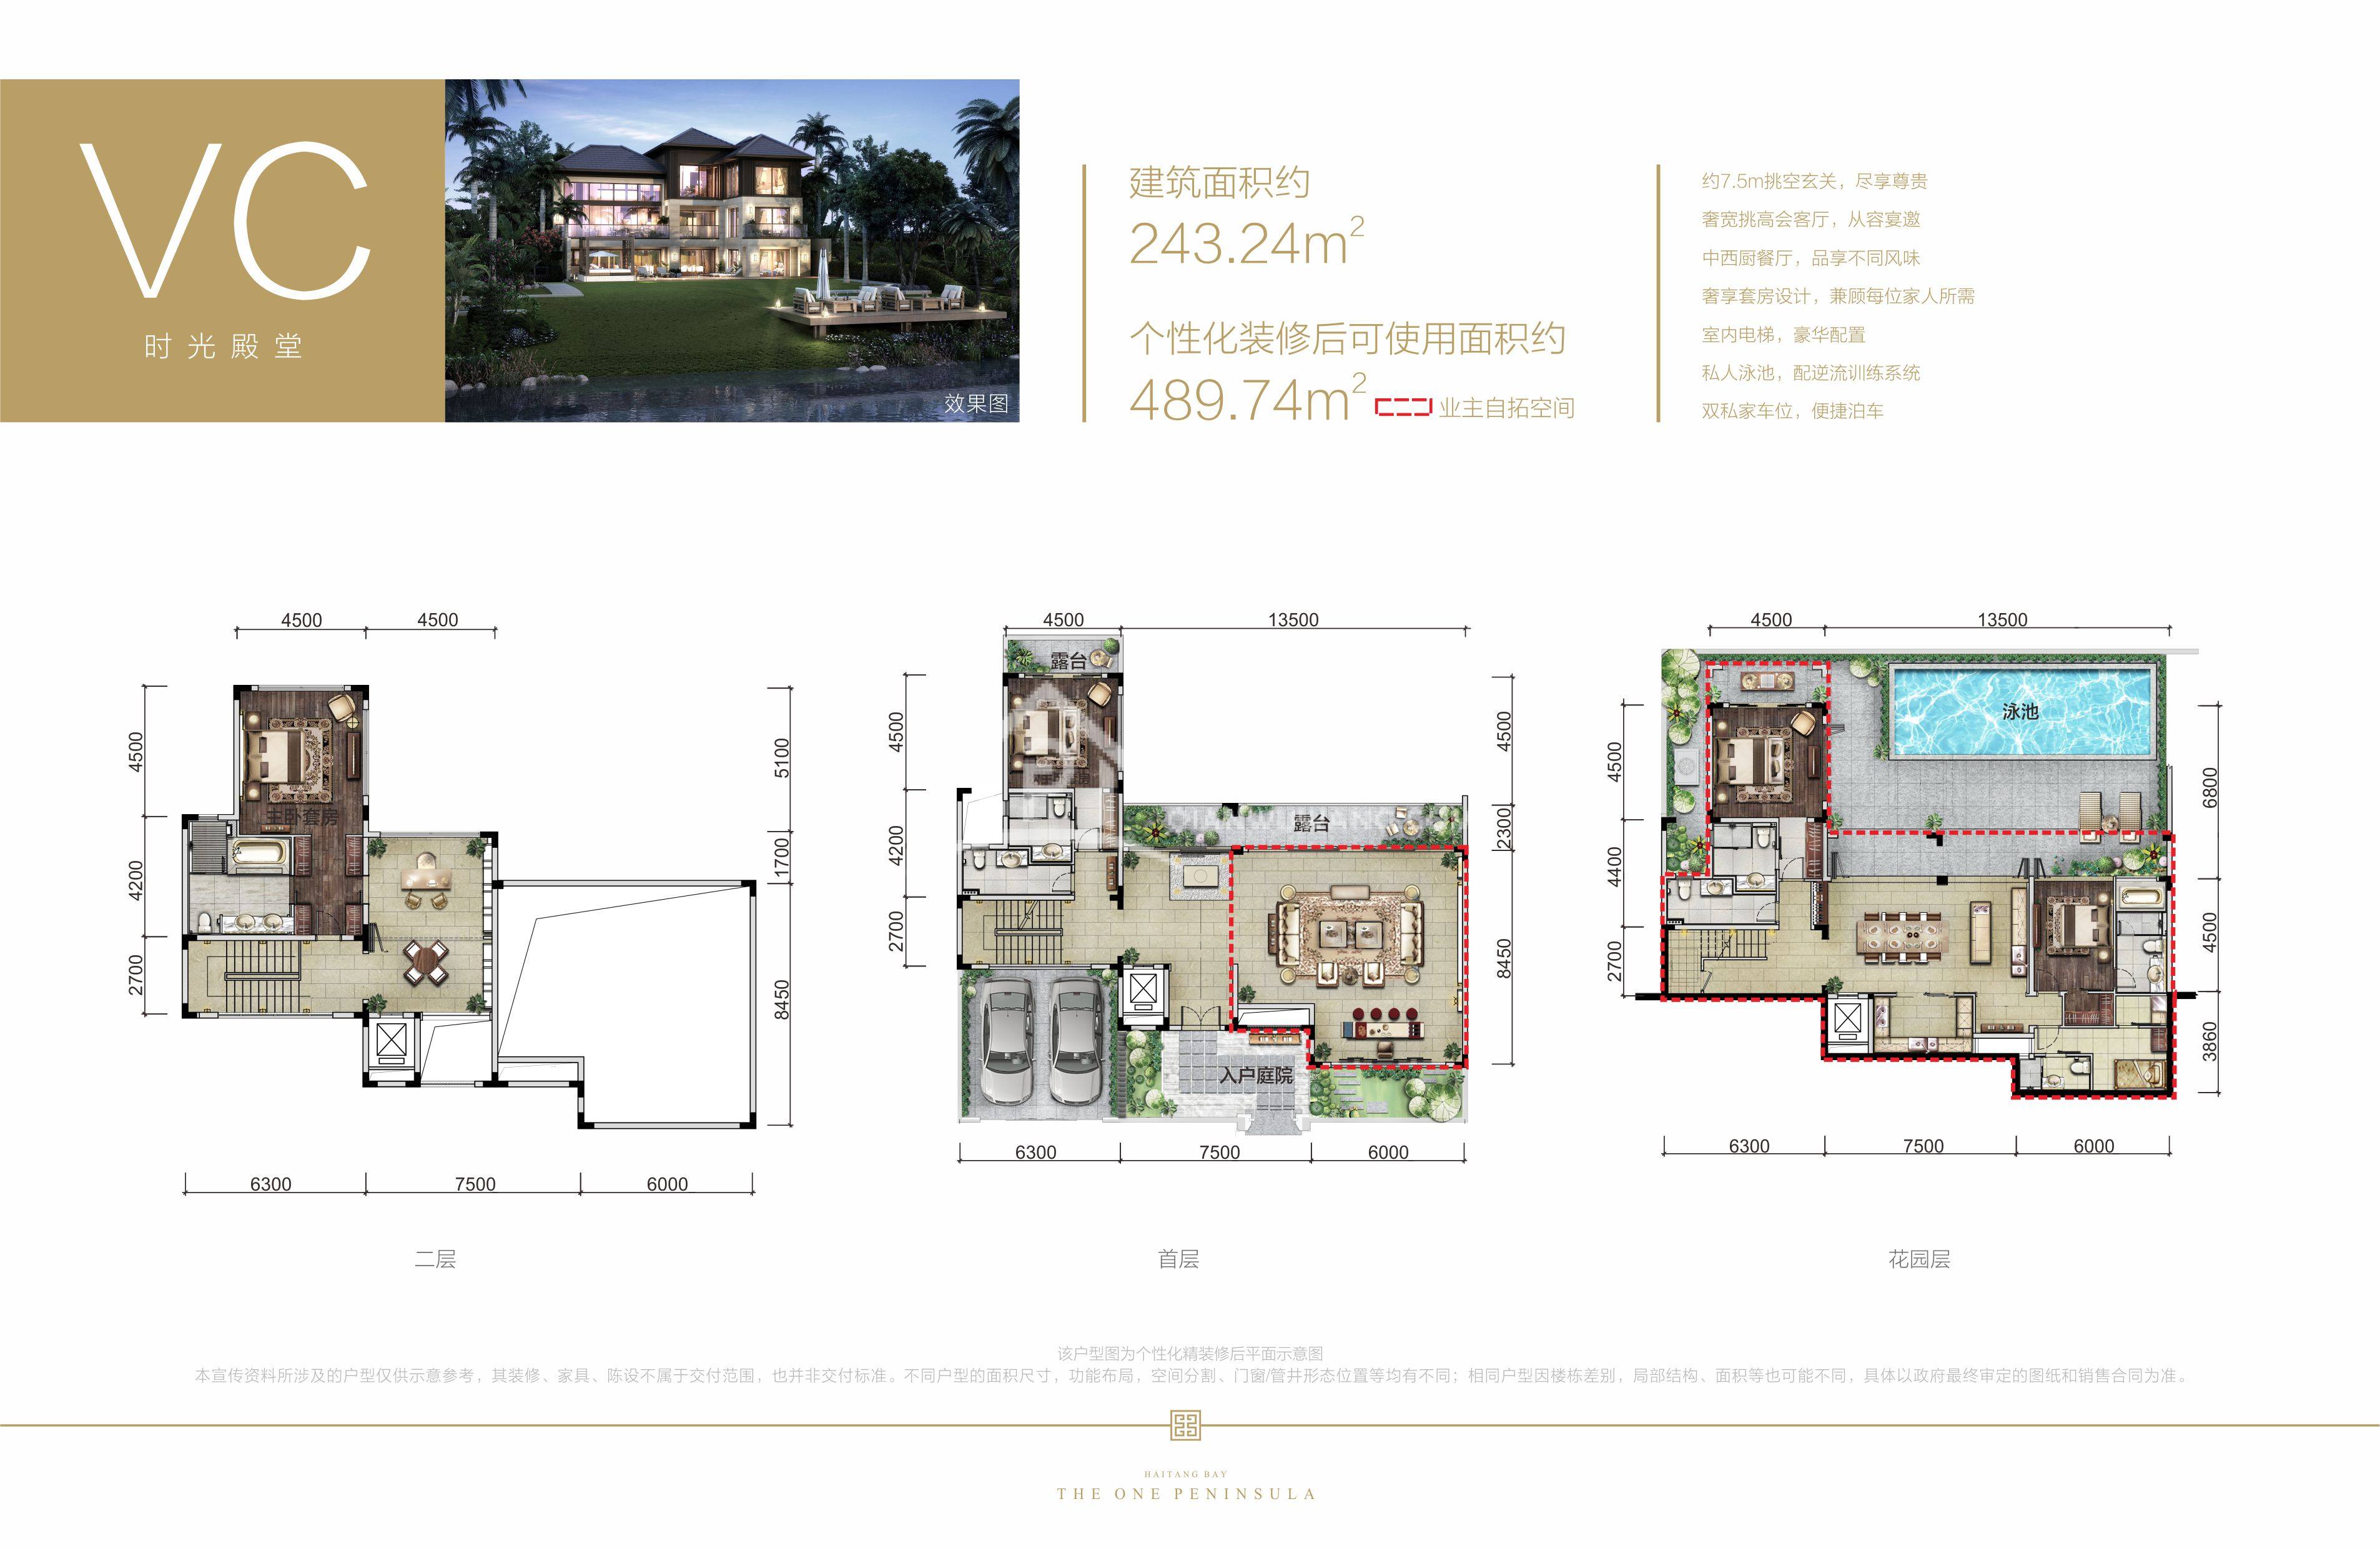 VC
时光殿堂
效果图
建筑面积约
243.24m²
个性化装修后可使用面积约
489.74m²
业主自拓空间
约7.5m挑空玄关，尽享尊贵
奢宽挑高会客厅，从容宴邀
中西厨餐厅，品享不同风味
奢享套房设计，兼顾每位家人所需
室内电梯，豪华配置
私人泳池，配逆流训练系统
双私家车位，便捷泊车
4500 4500
4500
4200
2700
5100
1700
8450
主卧套房
6300 7500 6000
二层
4500 13500
4500
4200
2700
4500
2300
8450
露台
露台
入户庭院
6300 7500 6000
首层
4500 13500
4500
4400
2700
6800
4500
3860
泳池
6300 7500 6000
花园层
该户型图为个性化精装修后平面示意图
本宣传资料所涉及的户型仅供示意参考，其装修、家具、陈设不属于交付范围，也并非交付标准。不同户型的面积尺寸，功能布局，空间分割、门窗/管井形态位置等均有不同；相同户型因楼栋差别，局部结构、面积等也可能不同，具体以政府最终审定的图纸和销售合同为准。
HAITANG BAY
THE ONE PENINSULA